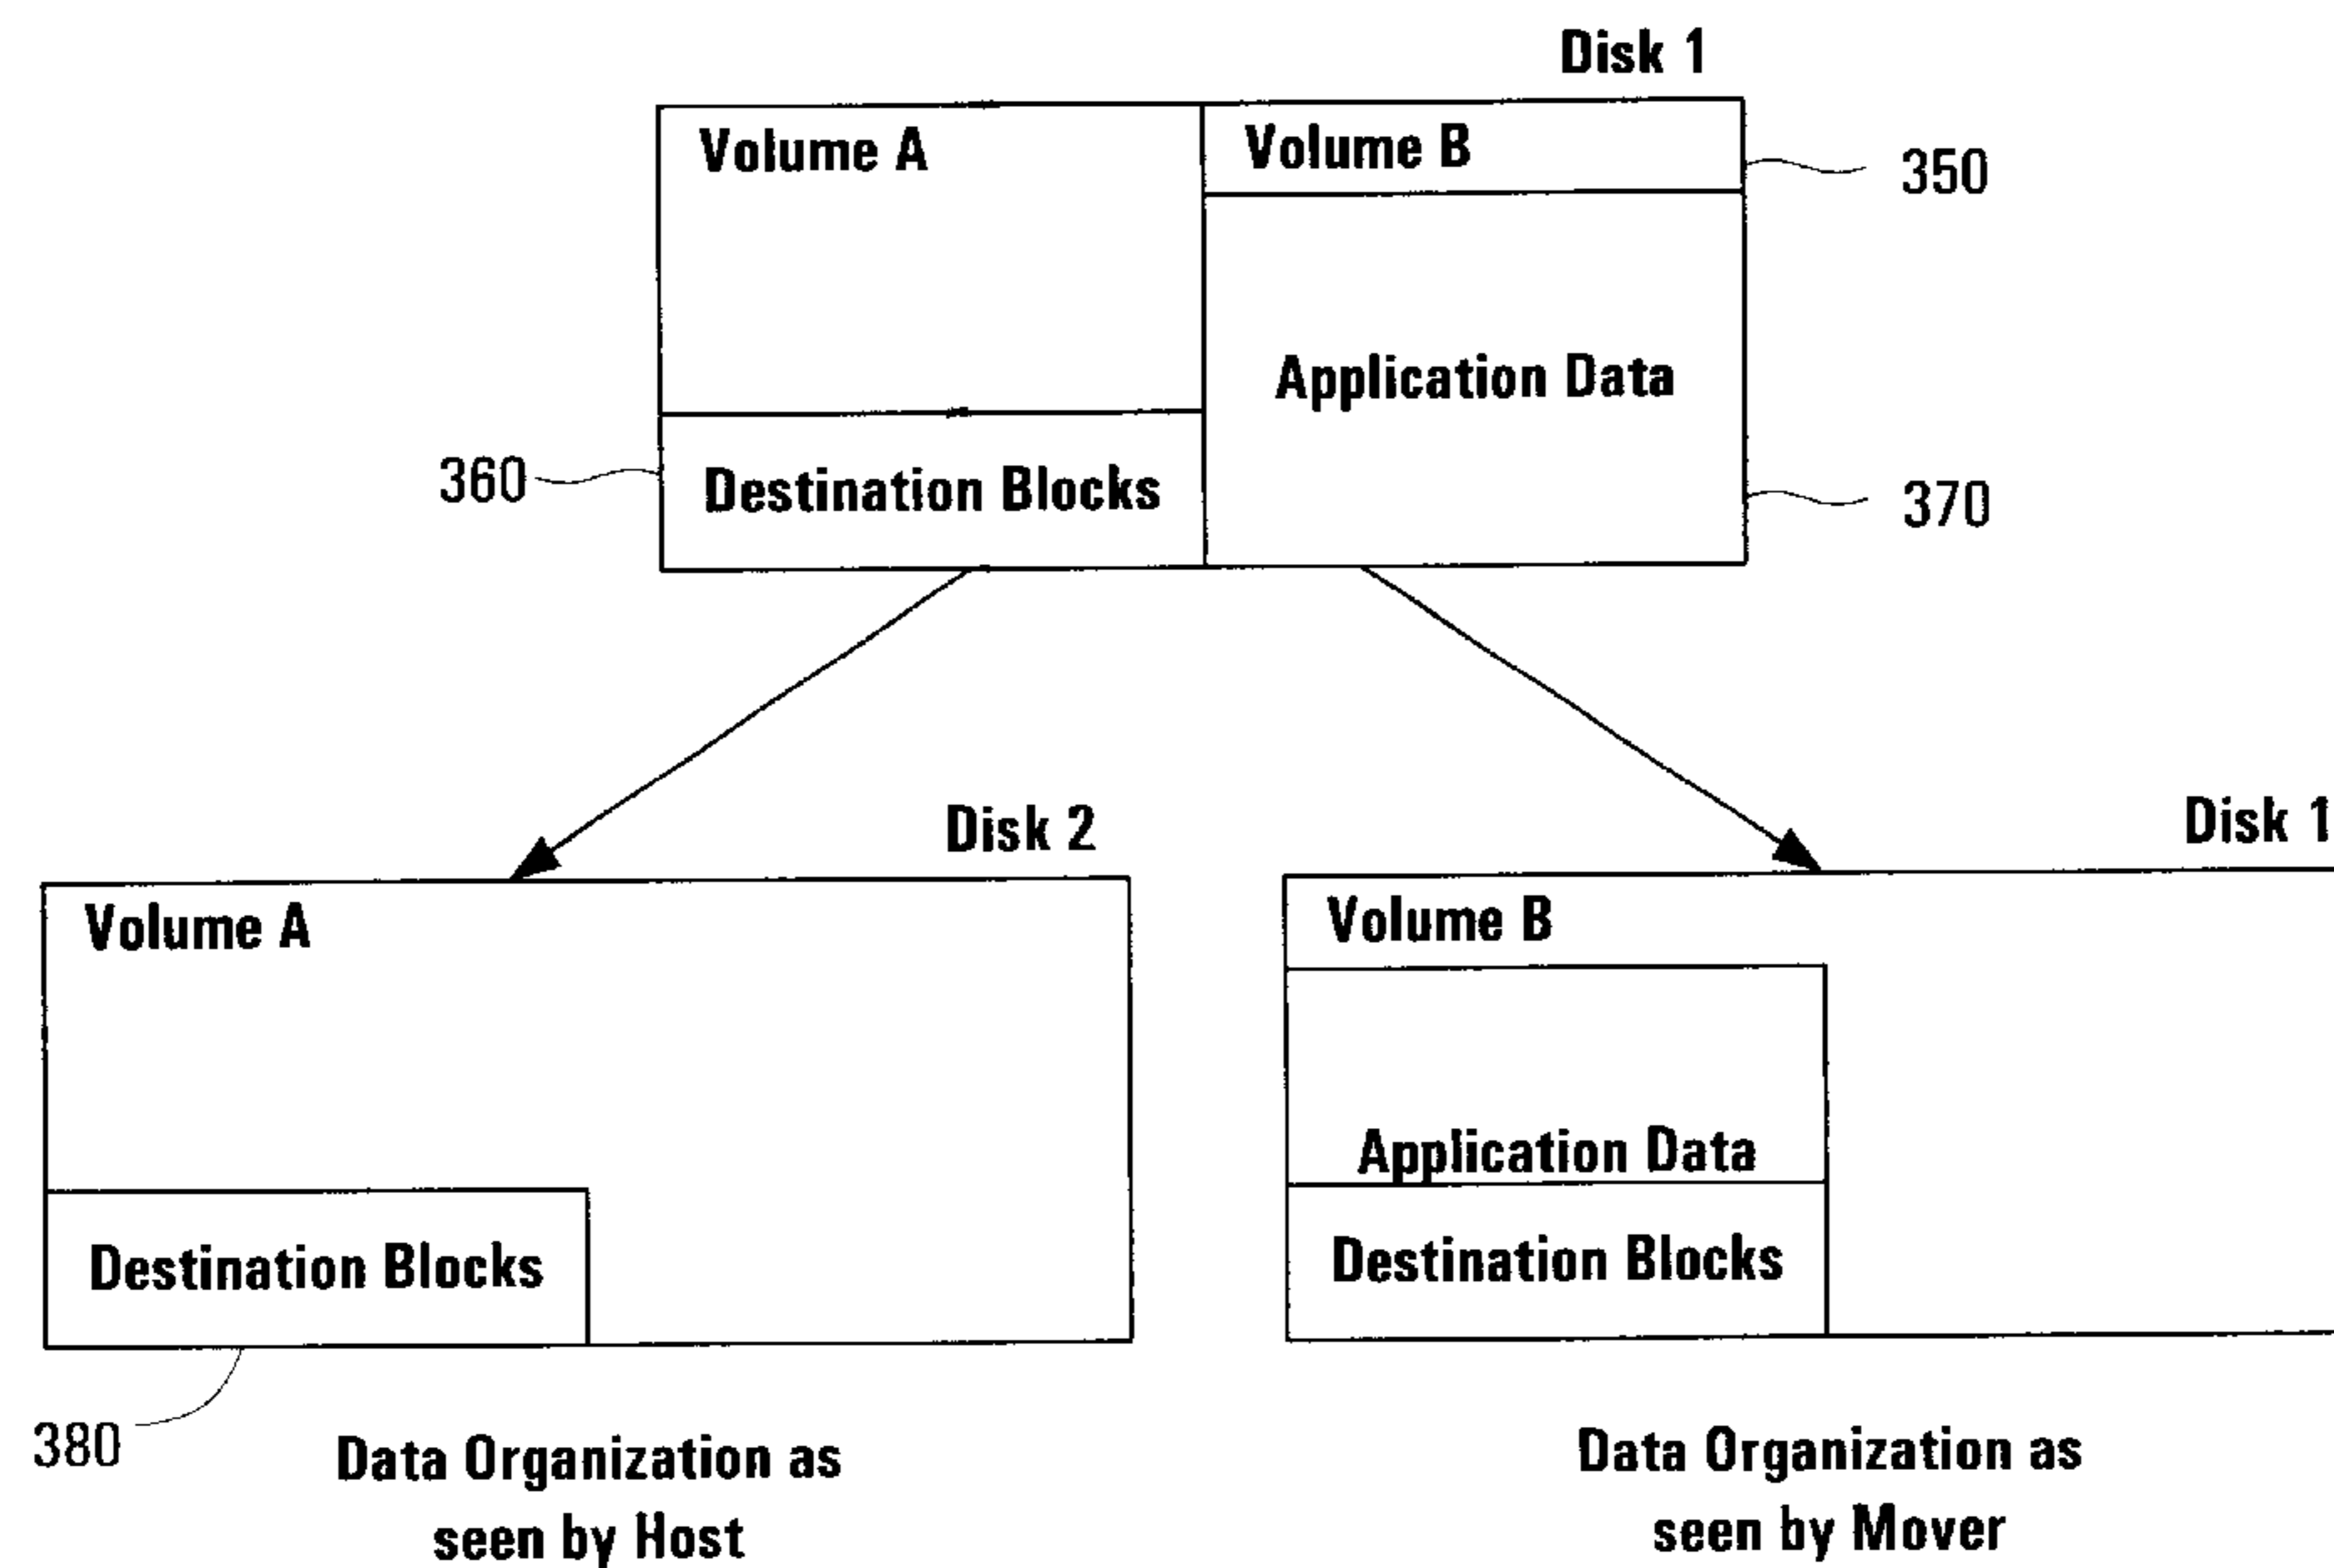 Disk 1
Volume A
Volume B
350
Application Data
360
Destination Blocks
370
Disk 2
Disk 1
Volume A
Volume B
Application Data
Destination Blocks
Destination Blocks
380
Data Organization as
seen by Host
Data Organization as
seen by Mover